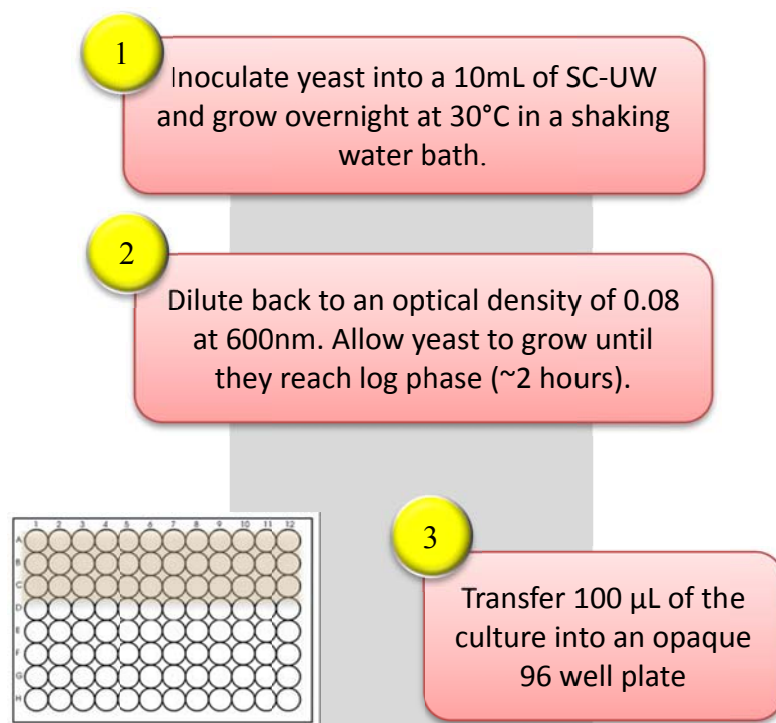 1
Inoculate yeast into a 10mL of SC-UW
and grow overnight at 30°C in a shaking
water bath.
2
Dilute back to an optical density of 0.08
at 600nm. Allow yeast to grow until
they reach log phase (~2 hours).
1 2 3 4 5 6 7 8 9 10 11 12
A
B
C
D
E
F
G
H
3
Transfer 100 µL of the
culture into an opaque
96 well plate